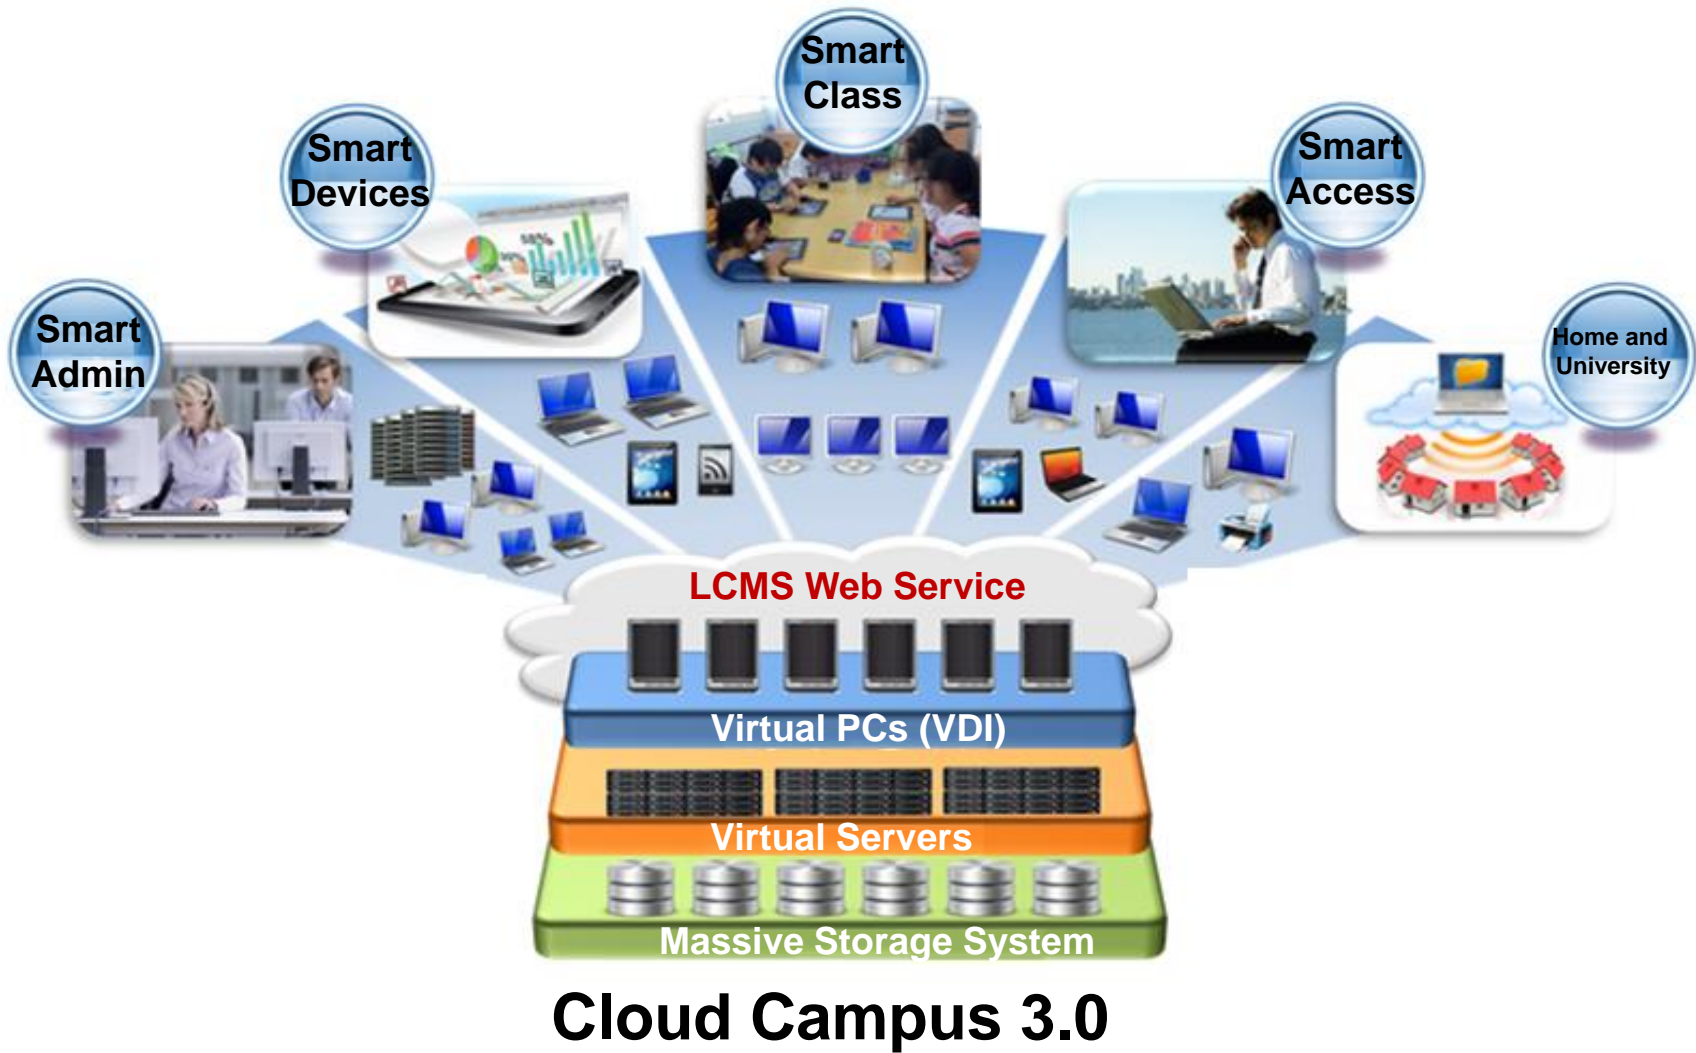 Smart
Class
Smart
Devices
Smart
Access
Smart
Admin
Home and
University
LCMS Web Service
Virtual PCs (VDI)
Virtual Servers
Massive Storage System
Cloud Campus 3.0